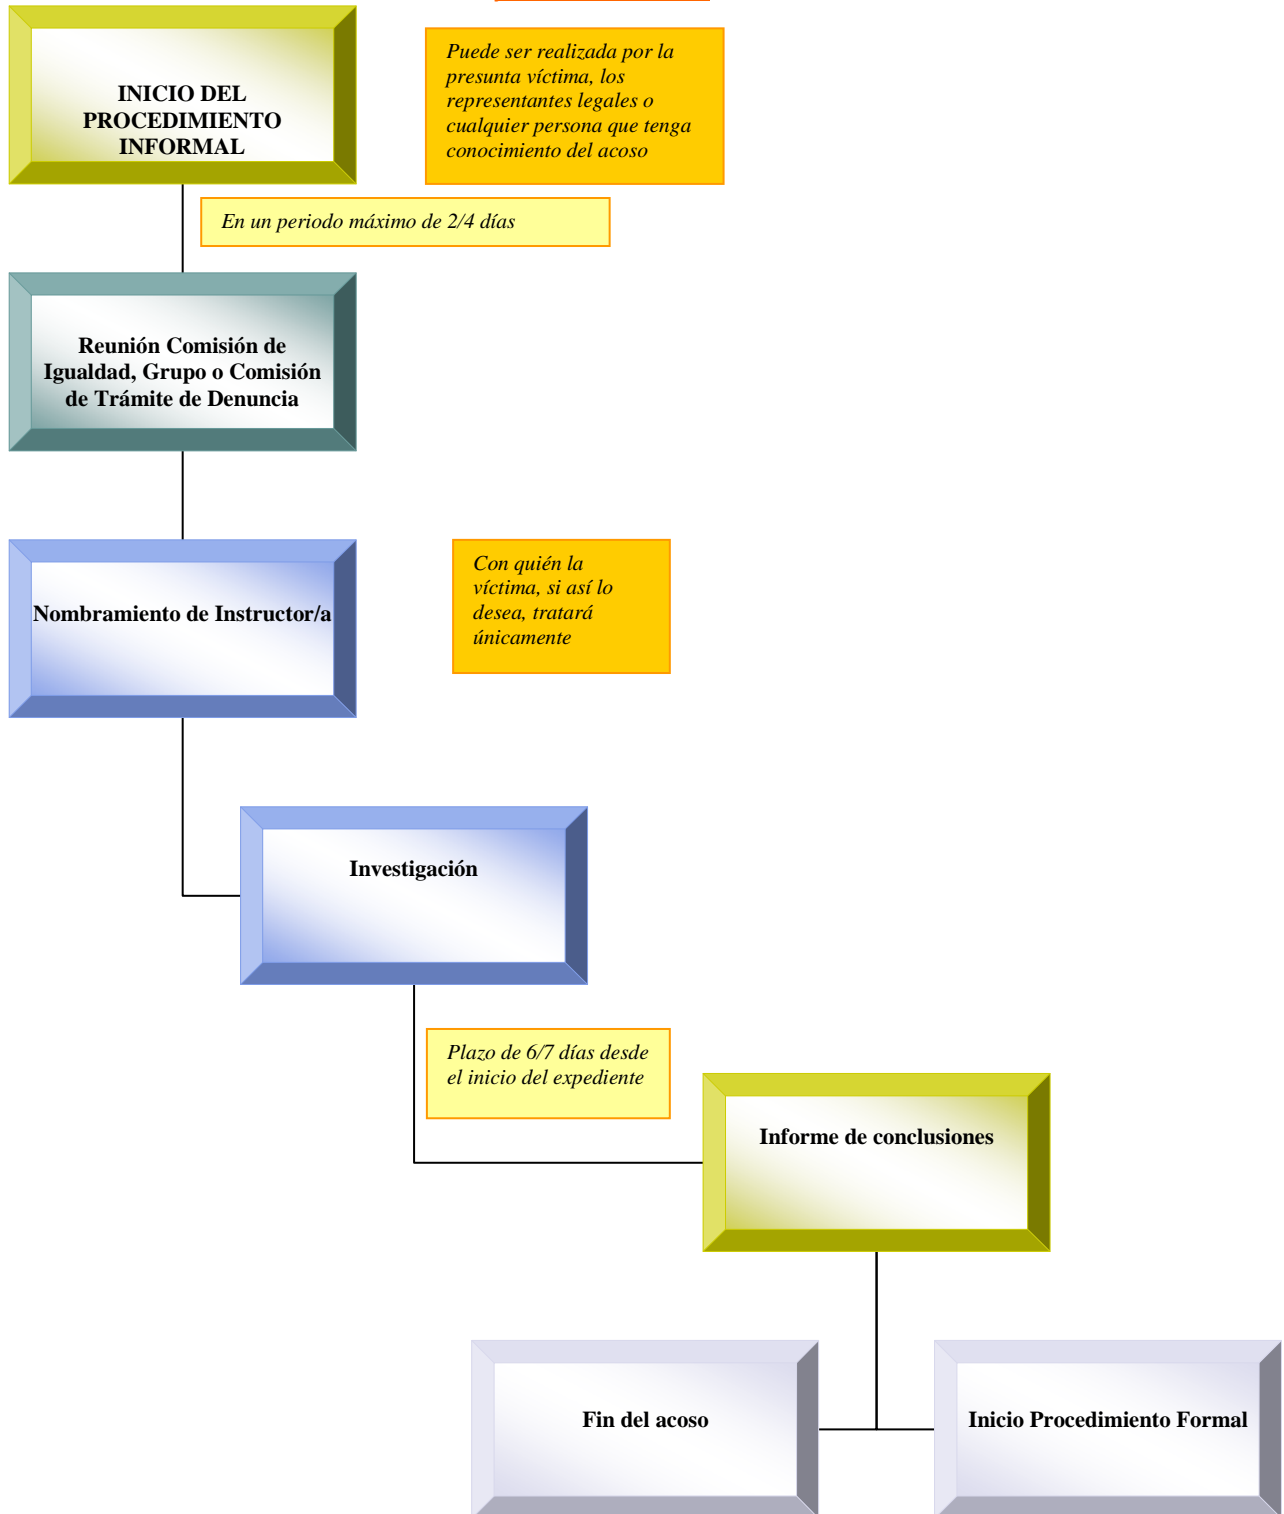 INICIO DEL
PROCEDIMIENTO
INFORMAL
Puede ser realizada por la
presunta víctima, los
representantes legales o
cualquier persona que tenga
conocimiento del acoso
En un periodo máximo de 2/4 días
Reunión Comisión de
Igualdad, Grupo o Comisión
de Trámite de Denuncia
Nombramiento de Instructor/a
Con quién la
víctima, si así lo
desea, tratará
únicamente
Investigación
Plazo de 6/7 días desde
el inicio del expediente
Informe de conclusiones
Fin del acoso
Inicio Procedimiento Formal